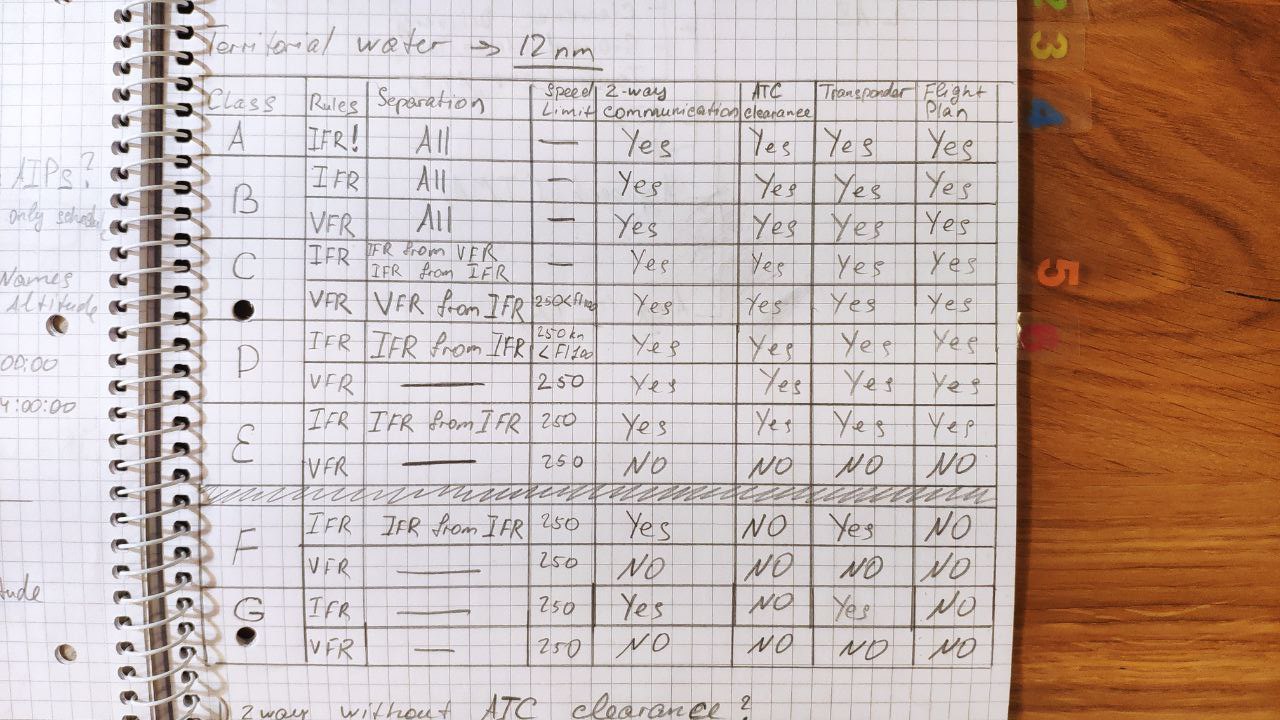 Territorial water → 12 nm
Class Rules Separation Speed Limit 2-way communication ATC clearance Transponder Flight Plan
A IFR! All — Yes Yes Yes Yes
B IFR All — Yes Yes Yes Yes
VFR All — Yes Yes Yes Yes
C IFR IFR from VFR IFR from IFR — Yes Yes Yes Yes
VFR VFR from IFR 250<Fl100 Yes Yes Yes Yes
D IFR IFR from IFR 250kn <Fl100 Yes Yes Yes Yes
VFR — 250 Yes Yes Yes Yes
E IFR IFR from IFR 250 Yes Yes Yes Yes
VFR — 250 NO NO NO NO
F IFR IFR from IFR 250 Yes NO Yes NO
VFR — 250 NO NO NO NO
G IFR — 250 Yes NO Yes NO
VFR — 250 NO NO NO NO
2way without ATC clearance?
AIPs?
only
Names
Altitude
00:00
4:00:00
2
3
4
5
6